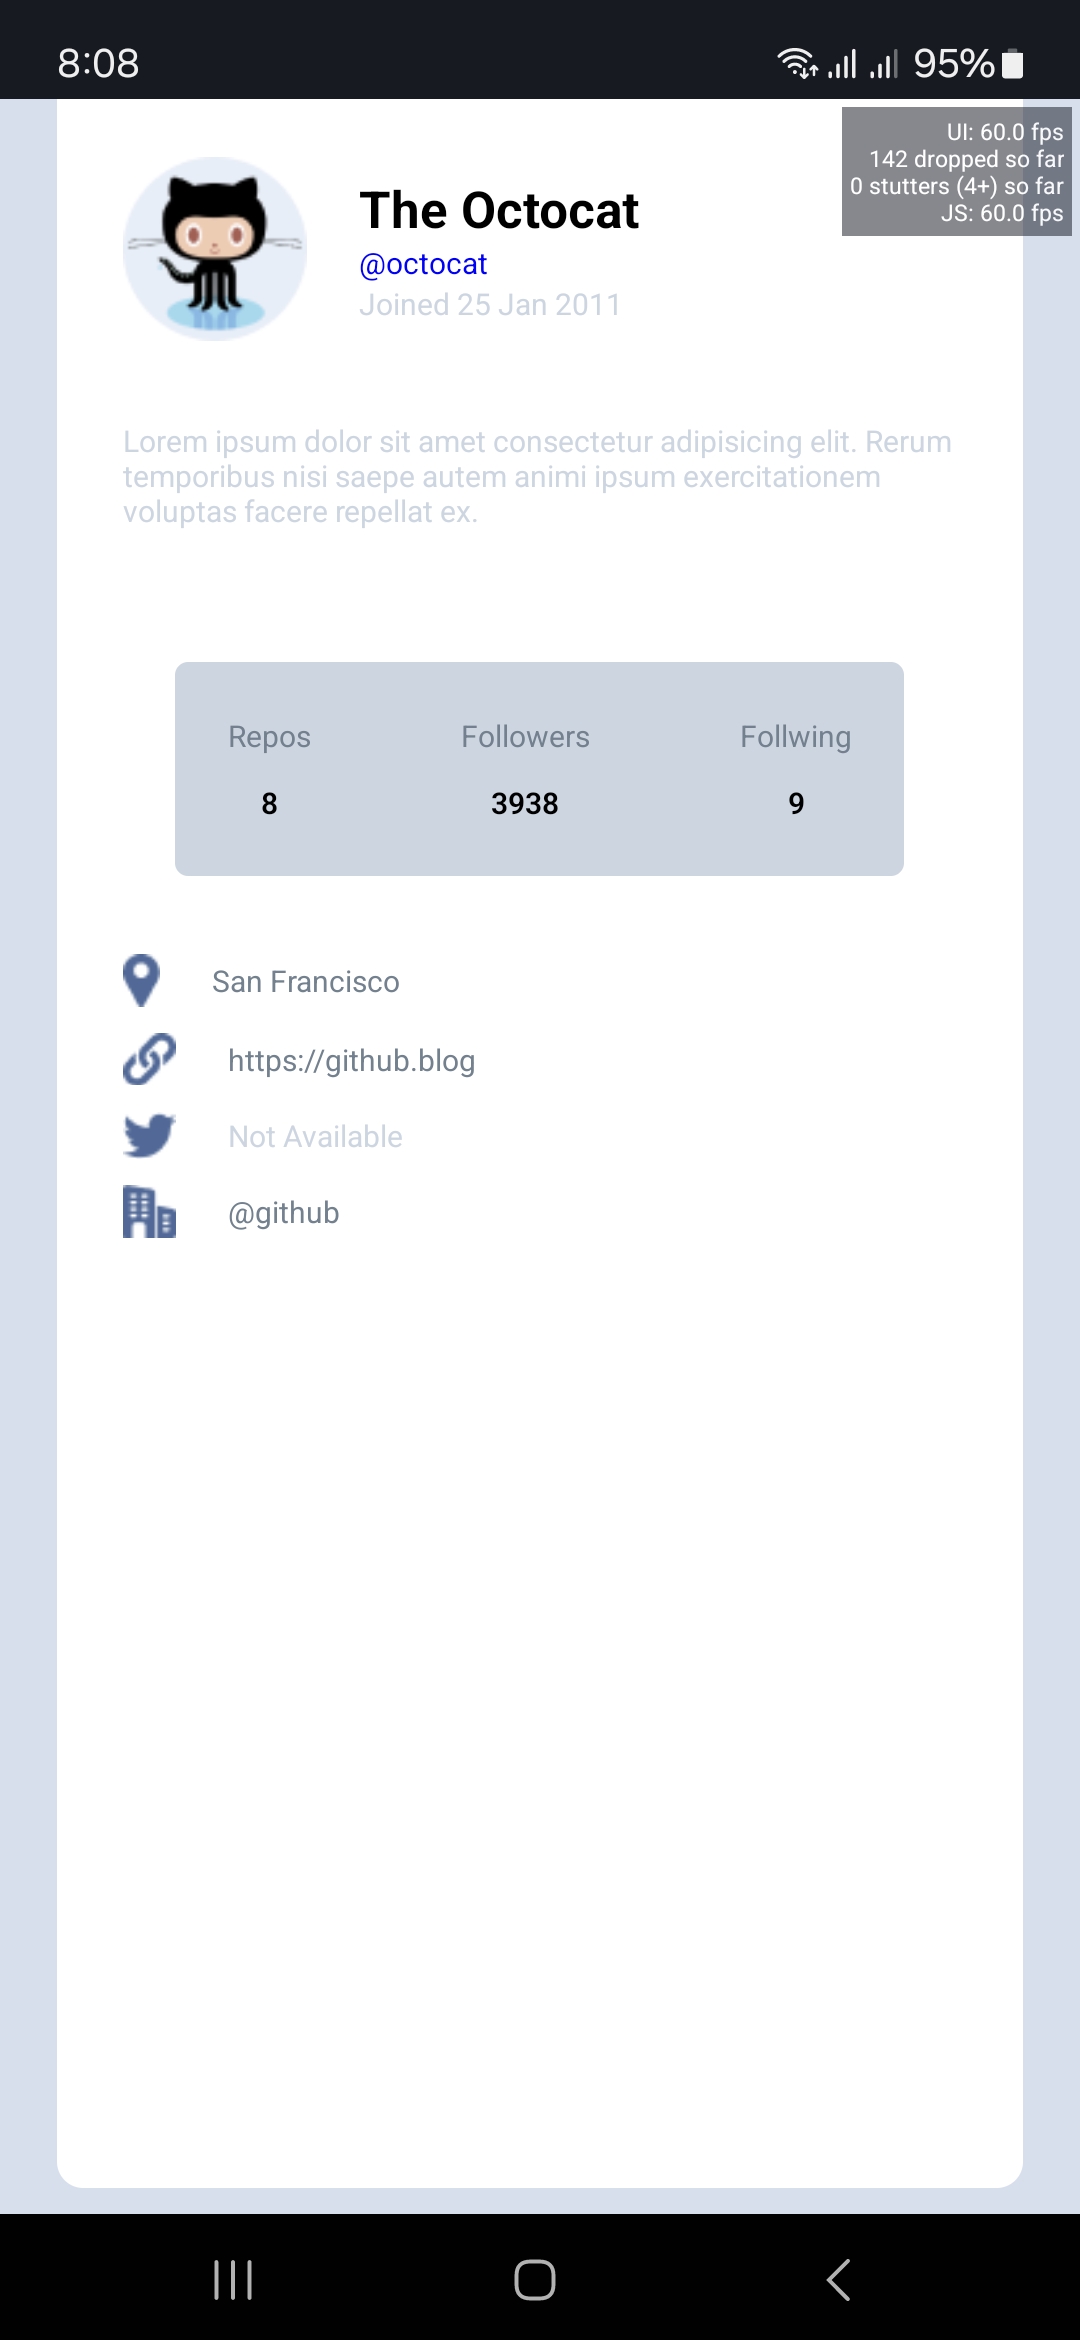 8:08
95%
UI: 60.0 fps
142 dropped so far
0 stutters (4+) so far
JS: 60.0 fps
The Octocat
@octocat
Joined 25 Jan 2011
Lorem ipsum dolor sit amet consectetur adipisicing elit. Rerum
temporibus nisi saepe autem animi ipsum exercitationem
voluptas facere repellat ex.
Repos Followers Follwing
8 3938 9
San Francisco
https://github.blog
Not Available
@github